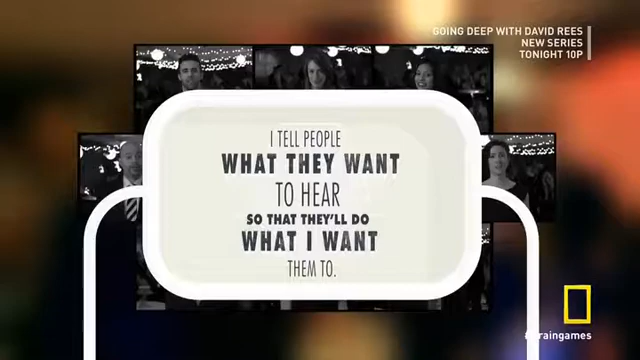 GOING DEEP WITH DAVID REES
NEW SERIES
TONIGHT 10P
I TELL PEOPLE
WHAT THEY WANT
TO HEAR
SO THAT THEY'LL DO
WHAT I WANT
THEM TO.
#braingames